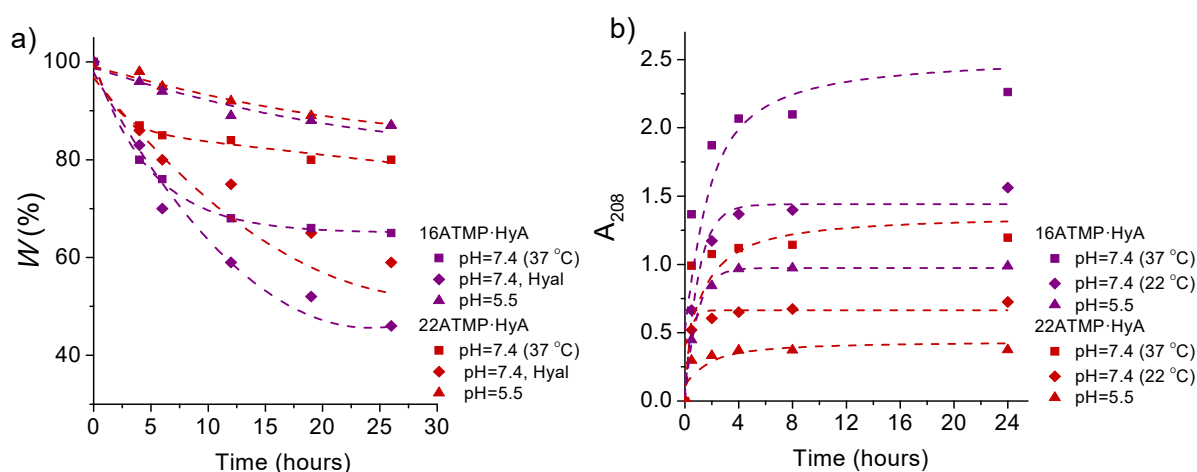 a)
W (%)
100
80
60
40
0 5 10 15 20 25 30
Time (hours)
16ATMP·HyA
pH=7.4 (37 °C)
pH=7.4, Hyal
pH=5.5
22ATMP·HyA
pH=7.4 (37 °C)
pH=7.4, Hyal
pH=5.5
b)
A208
2.5
2.0
1.5
1.0
0.5
0.0
0 4 8 12 16 20 24
Time (hours)
16ATMP·HyA
pH=7.4 (37 °C)
pH=7.4 (22 °C)
pH=5.5
22ATMP·HyA
pH=7.4 (37 °C)
pH=7.4 (22 °C)
pH=5.5